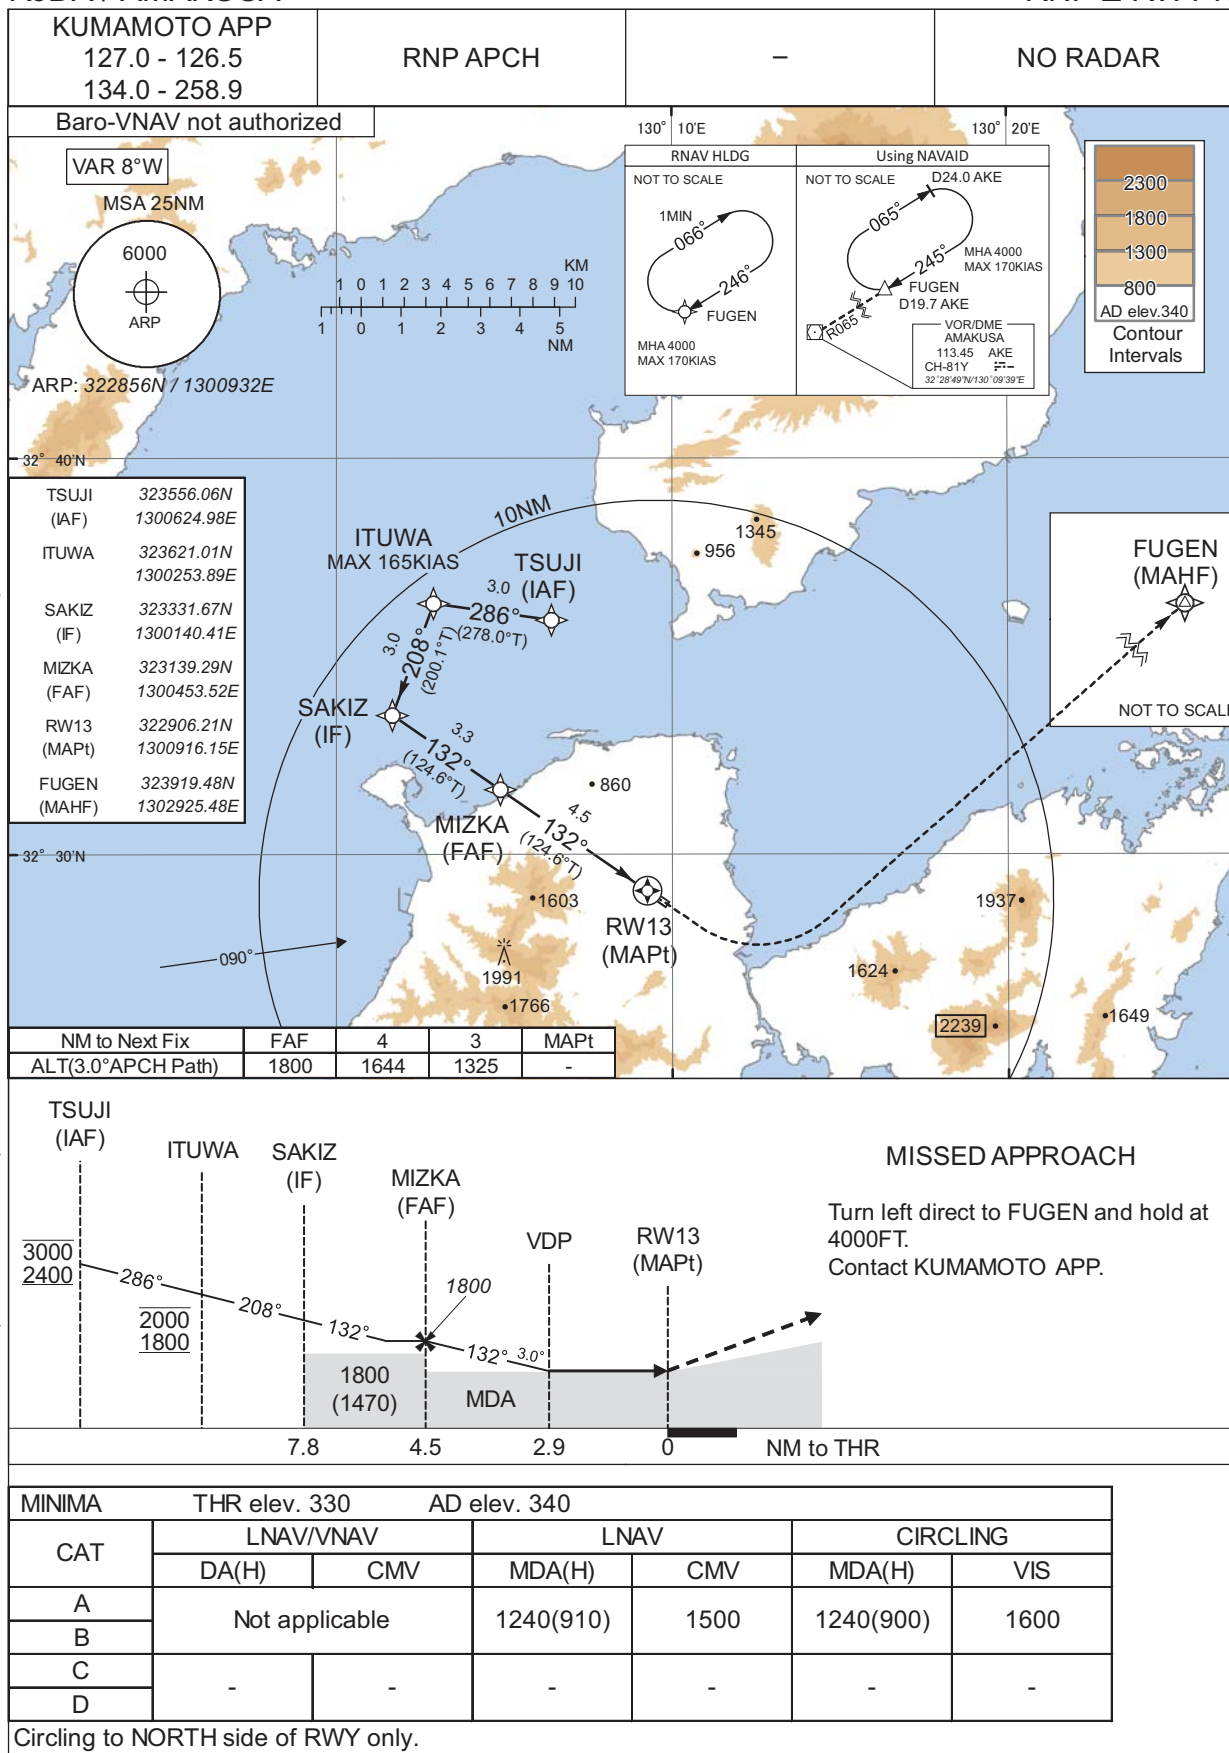 KUMAMOTO APP
127.0 - 126.5
134.0 - 258.9
RNP APCH
–
NO RADAR
Baro-VNAV not authorized
VAR 8°W
MSA 25NM
6000
ARP
ARP: 322856N / 1300932E
1 0 1 2 3 4 5 6 7 8 9 10
KM
1 0 1 2 3 4 5
NM
130° 10'E
130° 20'E
RNAV HLDG
NOT TO SCALE
1MIN
066°
246°
FUGEN
MHA 4000
MAX 170KIAS
Using NAVAID
NOT TO SCALE
D24.0 AKE
065°
245°
MHA 4000
MAX 170KIAS
FUGEN
D19.7 AKE
R065
VOR/DME
AMAKUSA
113.45 AKE
CH-81Y
32°28'49"N/130°09'39"E
2300
1800
1300
800
AD elev.340
Contour
Intervals
32° 40'N
TSUJI 323556.06N
(IAF) 1300624.98E
ITUWA 323621.01N
1300253.89E
SAKIZ 323331.67N
(IF) 1300140.41E
MIZKA 323139.29N
(FAF) 1300453.52E
RW13 322906.21N
(MAPt) 1300916.15E
FUGEN 323919.48N
(MAHF) 1302925.48E
10NM
ITUWA
MAX 165KIAS
TSUJI
(IAF)
3.0
286°
(278.0°T)
3.0
208°
(200.1°T)
SAKIZ
(IF)
3.3
132°
(124.6°T)
MIZKA
(FAF)
4.5
132°
(124.6°T)
RW13
(MAPt)
1345
956
860
1603
1991
1766
1937
1624
2239
1649
FUGEN
(MAHF)
NOT TO SCALE
32° 30'N
090°
NM to Next Fix FAF 4 3 MAPt
ALT(3.0°APCH Path) 1800 1644 1325 -
TSUJI
(IAF)
ITUWA
SAKIZ
(IF)
MIZKA
(FAF)
VDP
RW13
(MAPt)
3000
2400
286°
2000
1800
208°
132°
1800
132° 3.0°
1800
(1470)
MDA
7.8 4.5 2.9 0 NM to THR
MISSED APPROACH
Turn left direct to FUGEN and hold at
4000FT.
Contact KUMAMOTO APP.
MINIMA THR elev. 330 AD elev. 340
CAT LNAV/VNAV LNAV CIRCLING
DA(H) CMV MDA(H) CMV MDA(H) VIS
A
B
Not applicable 1240(910) 1500 1240(900) 1600
C
D
- - - - - -
Circling to NORTH side of RWY only.